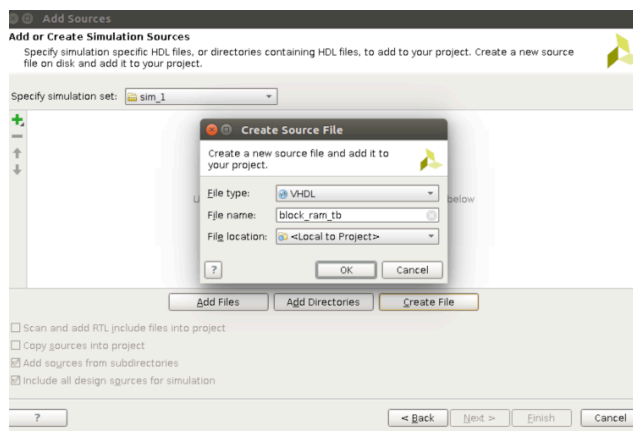 Add Sources
Add or Create Simulation Sources
Specify simulation specific HDL files, or directories containing HDL files, to add to your project. Create a new source
file on disk and add it to your project.
Specify simulation set: sim_1
Create Source File
Create a new source file and add it to
your project.
File type: VHDL
File name: block_ram_tb
File location: <Local to Project>
below
? OK Cancel
Add Files Add Directories Create File
Scan and add RTL include files into project
Copy sources into project
Add sources from subdirectories
Include all design sources for simulation
? < Back Next > Finish Cancel